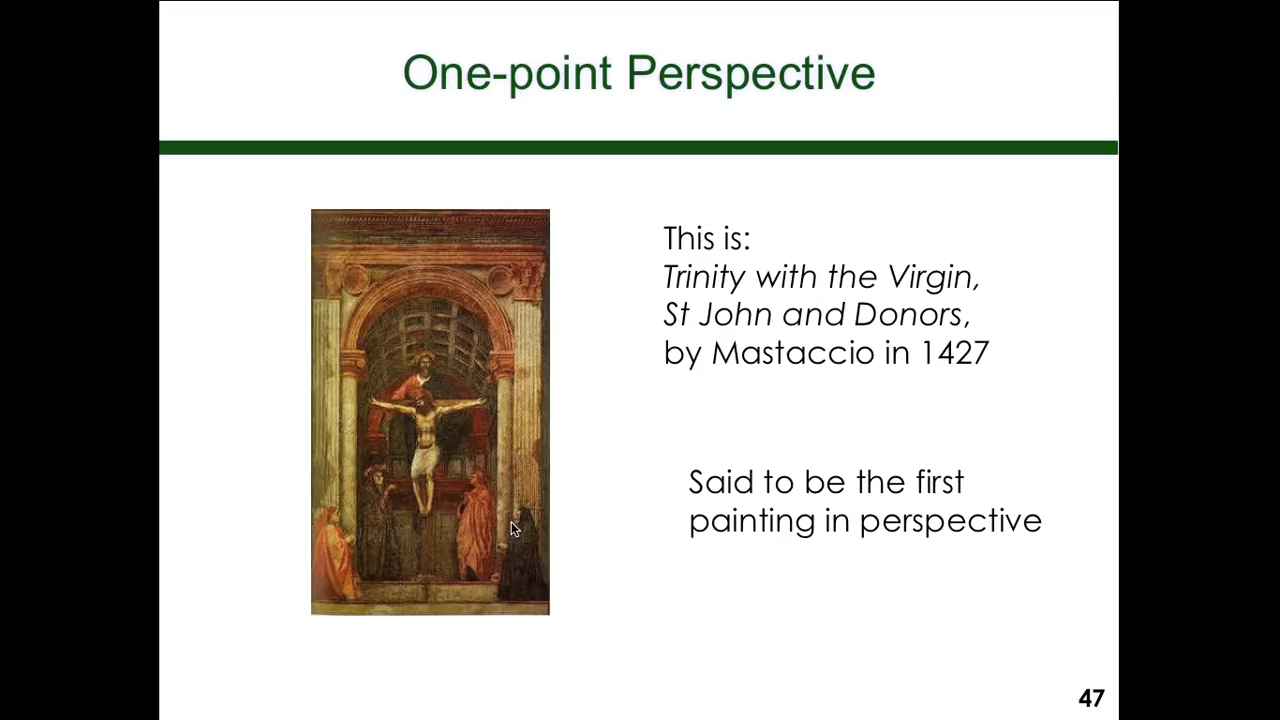 One-point Perspective
This is:
Trinity with the Virgin,
St John and Donors,
by Mastaccio in 1427
Said to be the first
painting in perspective
47